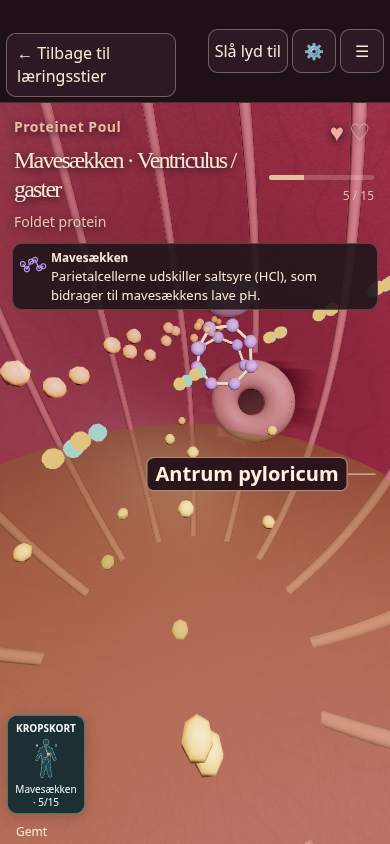 ← Tilbage til
læringsstier
Slå lyd til
Proteinet Poul
Mavesækken · Ventriculus /
gaster
5 / 15
Foldet protein
Mavesækken
Parietalcellerne udskiller saltsyre (HCl), som
bidrager til mavesækkens lave pH.
Antrum pyloricum
KROPSKORT
Mavesækken
· 5/15
Gemt